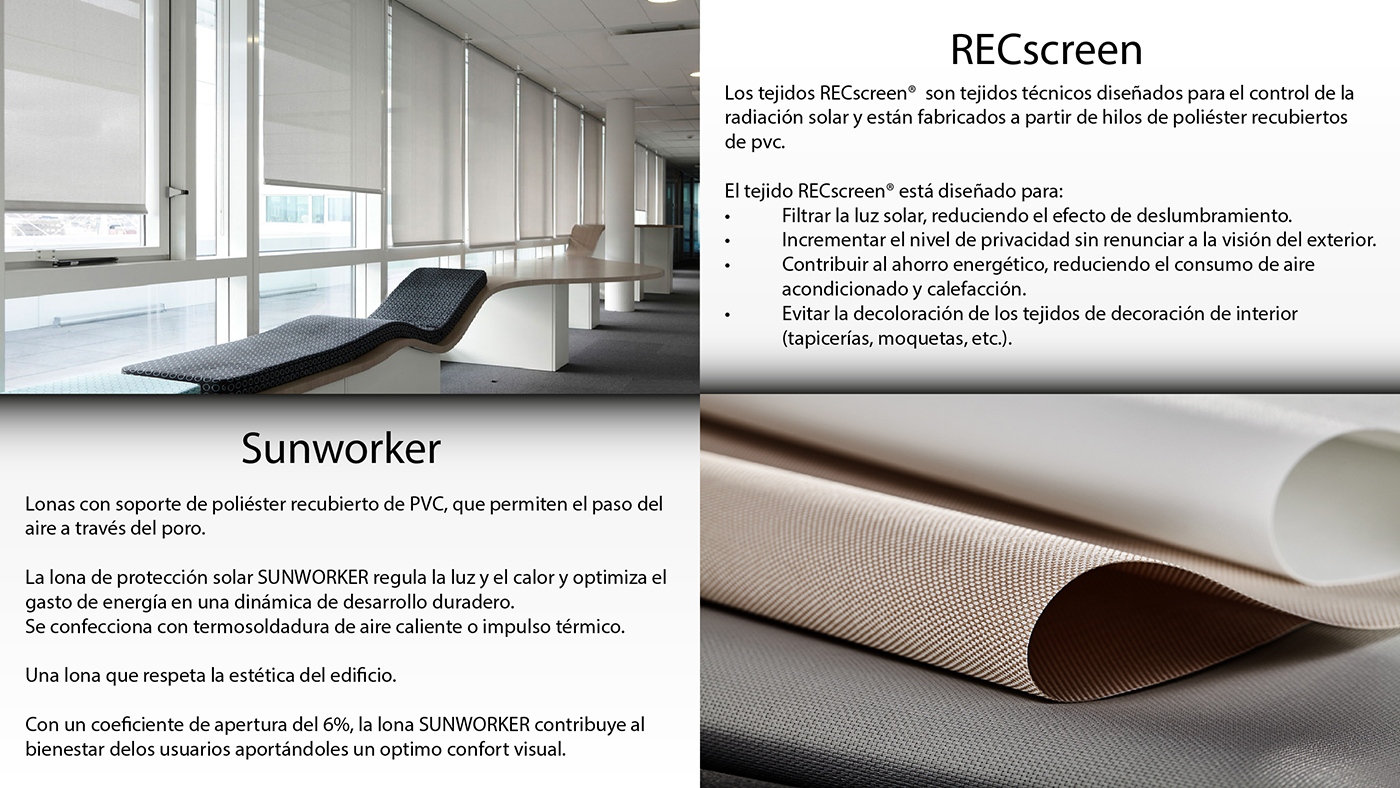 RECscreen
Los tejidos RECscreen® son tejidos técnicos diseñados para el control de la
radiación solar y están fabricados a partir de hilos de poliéster recubiertos
de pvc.
El tejido RECscreen® está diseñado para:
• Filtrar la luz solar, reduciendo el efecto de deslumbramiento.
• Incrementar el nivel de privacidad sin renunciar a la visión del exterior.
• Contribuir al ahorro energético, reduciendo el consumo de aire
acondicionado y calefacción.
• Evitar la decoloración de los tejidos de decoración de interior
(tapicerías, moquetas, etc.).
Sunworker
Lonas con soporte de poliéster recubierto de PVC, que permiten el paso del
aire a través del poro.
La lona de protección solar SUNWORKER regula la luz y el calor y optimiza el
gasto de energía en una dinámica de desarrollo duradero.
Se confecciona con termosoldadura de aire caliente o impulso térmico.
Una lona que respeta la estética del edificio.
Con un coeficiente de apertura del 6%, la lona SUNWORKER contribuye al
bienestar delos usuarios aportándoles un optimo confort visual.